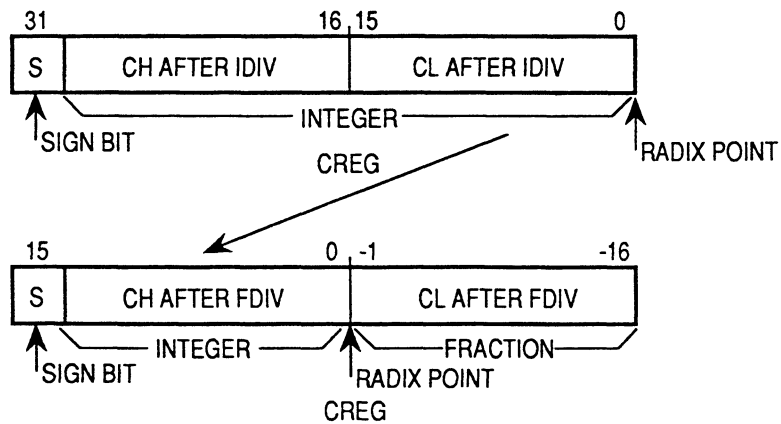 31 16 15 0
S CH AFTER IDIV CL AFTER IDIV
INTEGER
SIGN BIT
RADIX POINT
CREG
15 0 -1 -16
S CH AFTER FDIV CL AFTER FDIV
INTEGER FRACTION
SIGN BIT RADIX POINT
CREG